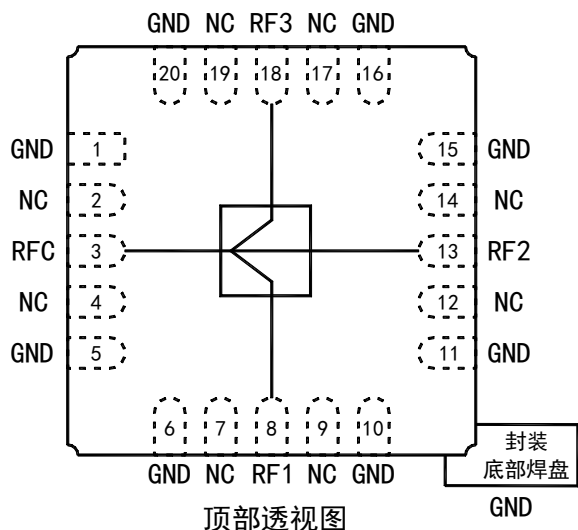 GND NC RF3 NC GND
20 19 18 17 16
GND 1 15 GND
NC 2 14 NC
RFC 3 13 RF2
NC 4 12 NC
GND 5 11 GND
6 7 8 9 10
GND NC RF1 NC GND
封装
底部焊盘
GND
顶部透视图